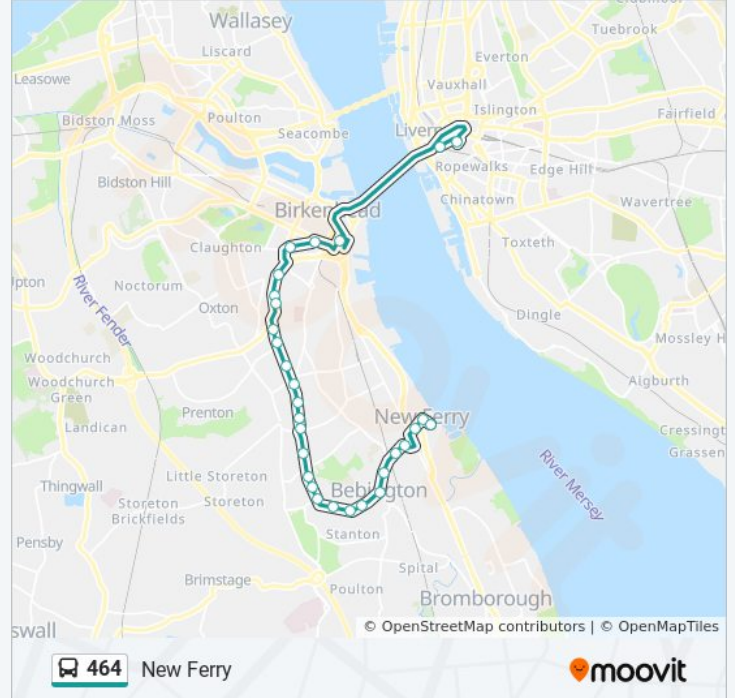 Wallasey
Liscard
Tuebrook
Everton
Leasowe
Vauxhall
Islington
Bidston Moss
Poulton
Fairfield
Seacombe
Ropewalks
Edge Hill
Bidston Hill
Chinatown
Wavertree
Birkenhead
Claughton
Toxteth
Noctorum
River Fender
Oxton
Dingle
Mossley H
Woodchurch
Woodchurch
Green
Aigburth
Prenton
New Ferry
Landican
Cressingt
Grassen
Little Storeton
River Mersey
Thingwall
Bebington
Storeton
Brickfields
Storeton
Stanton
Pensby
Spital
Brimstage
Poulton
Bromborough
swall
© OpenStreetMap contributors | © OpenMapTiles
464 New Ferry
moovit